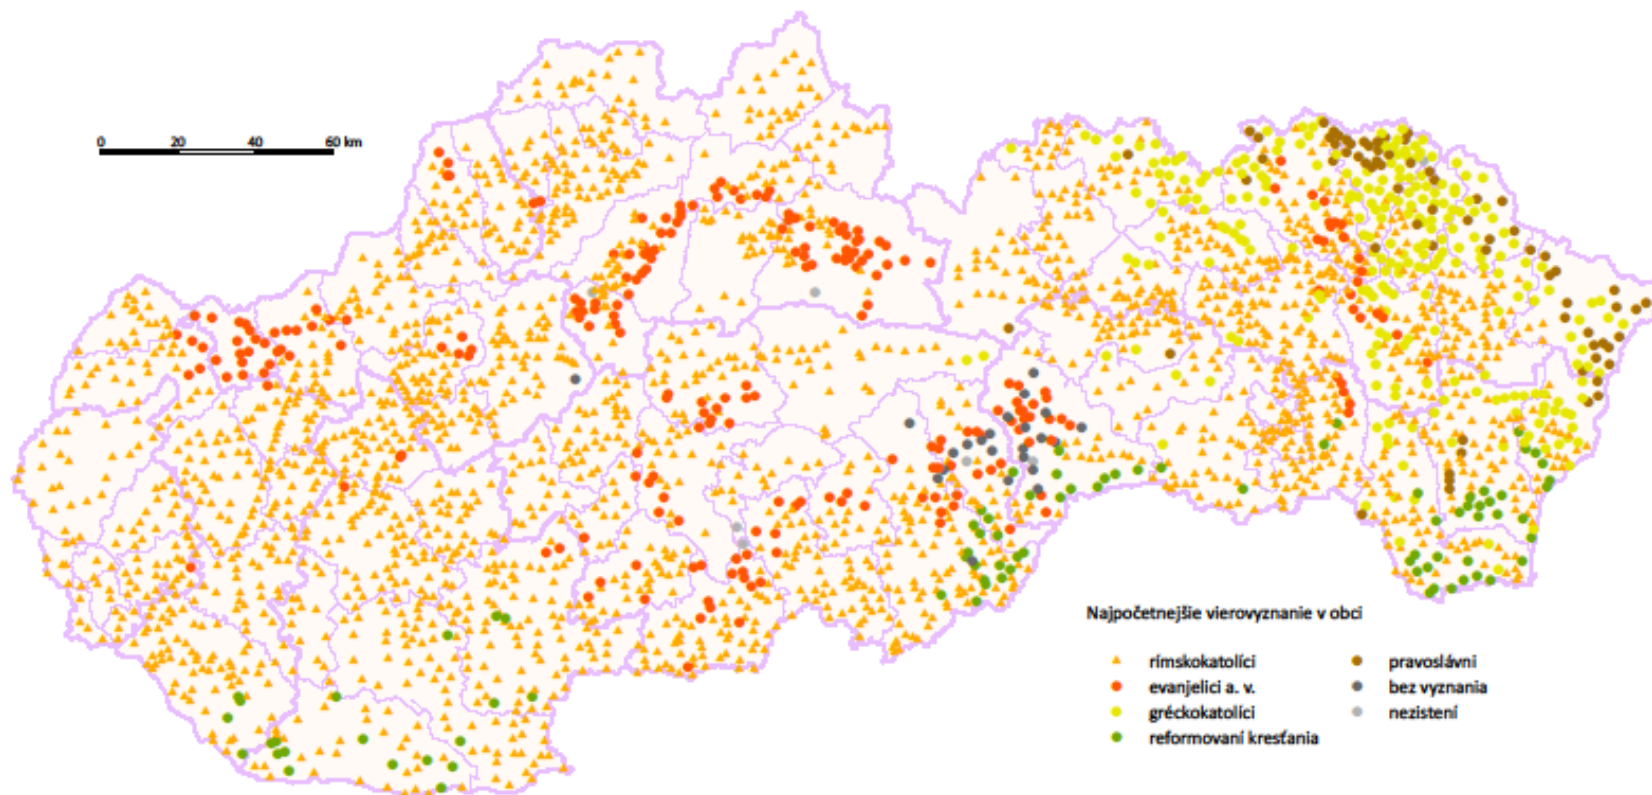 0 20 40 60 km
Najpočetnejšie vierovyznanie v obci
rímskokatolíci
evanjelici a. v.
gréckokatolíci
reformovaní kresťania
pravoslávni
bez vyznania
nezistení